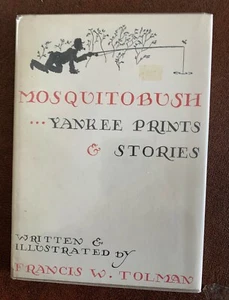 MOSQUITOBUSH
...YANKEE PRINTS
& STORIES
WRITTEN &
ILLUSTRATED by
FRANCIS W. TOLMAN